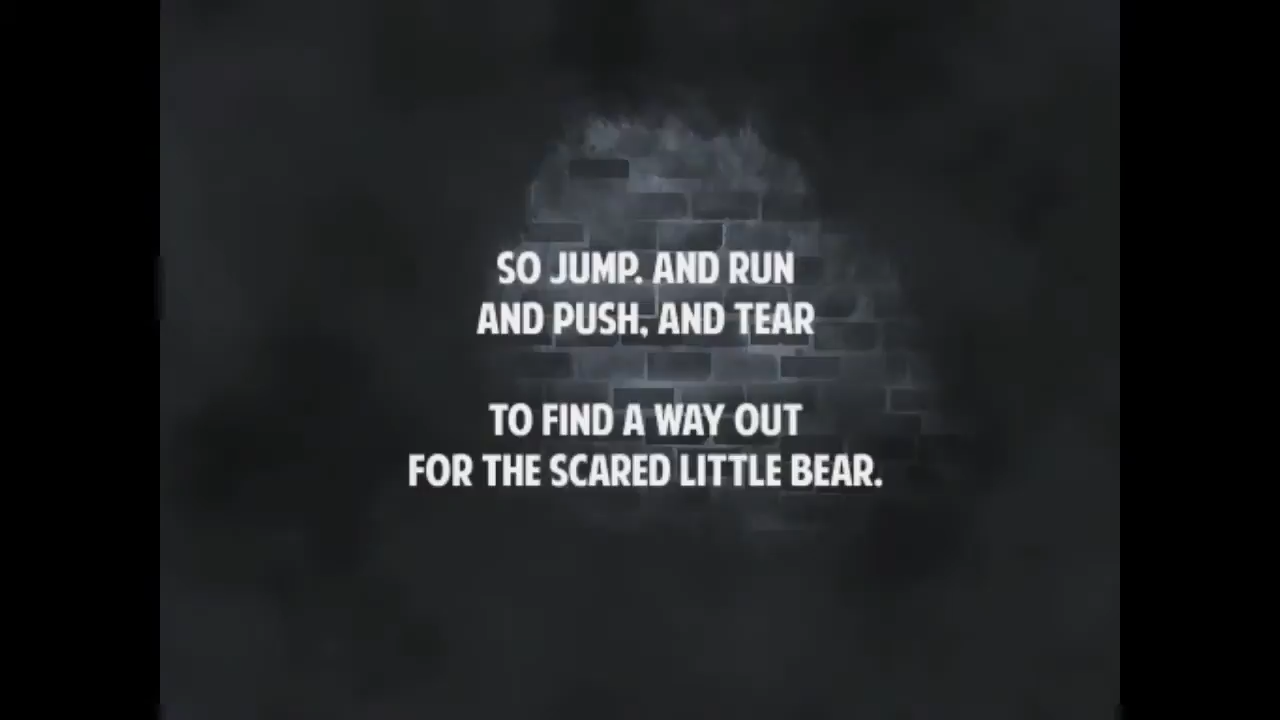 SO JUMP. AND RUN
AND PUSH, AND TEAR
TO FIND A WAY OUT
FOR THE SCARED LITTLE BEAR.